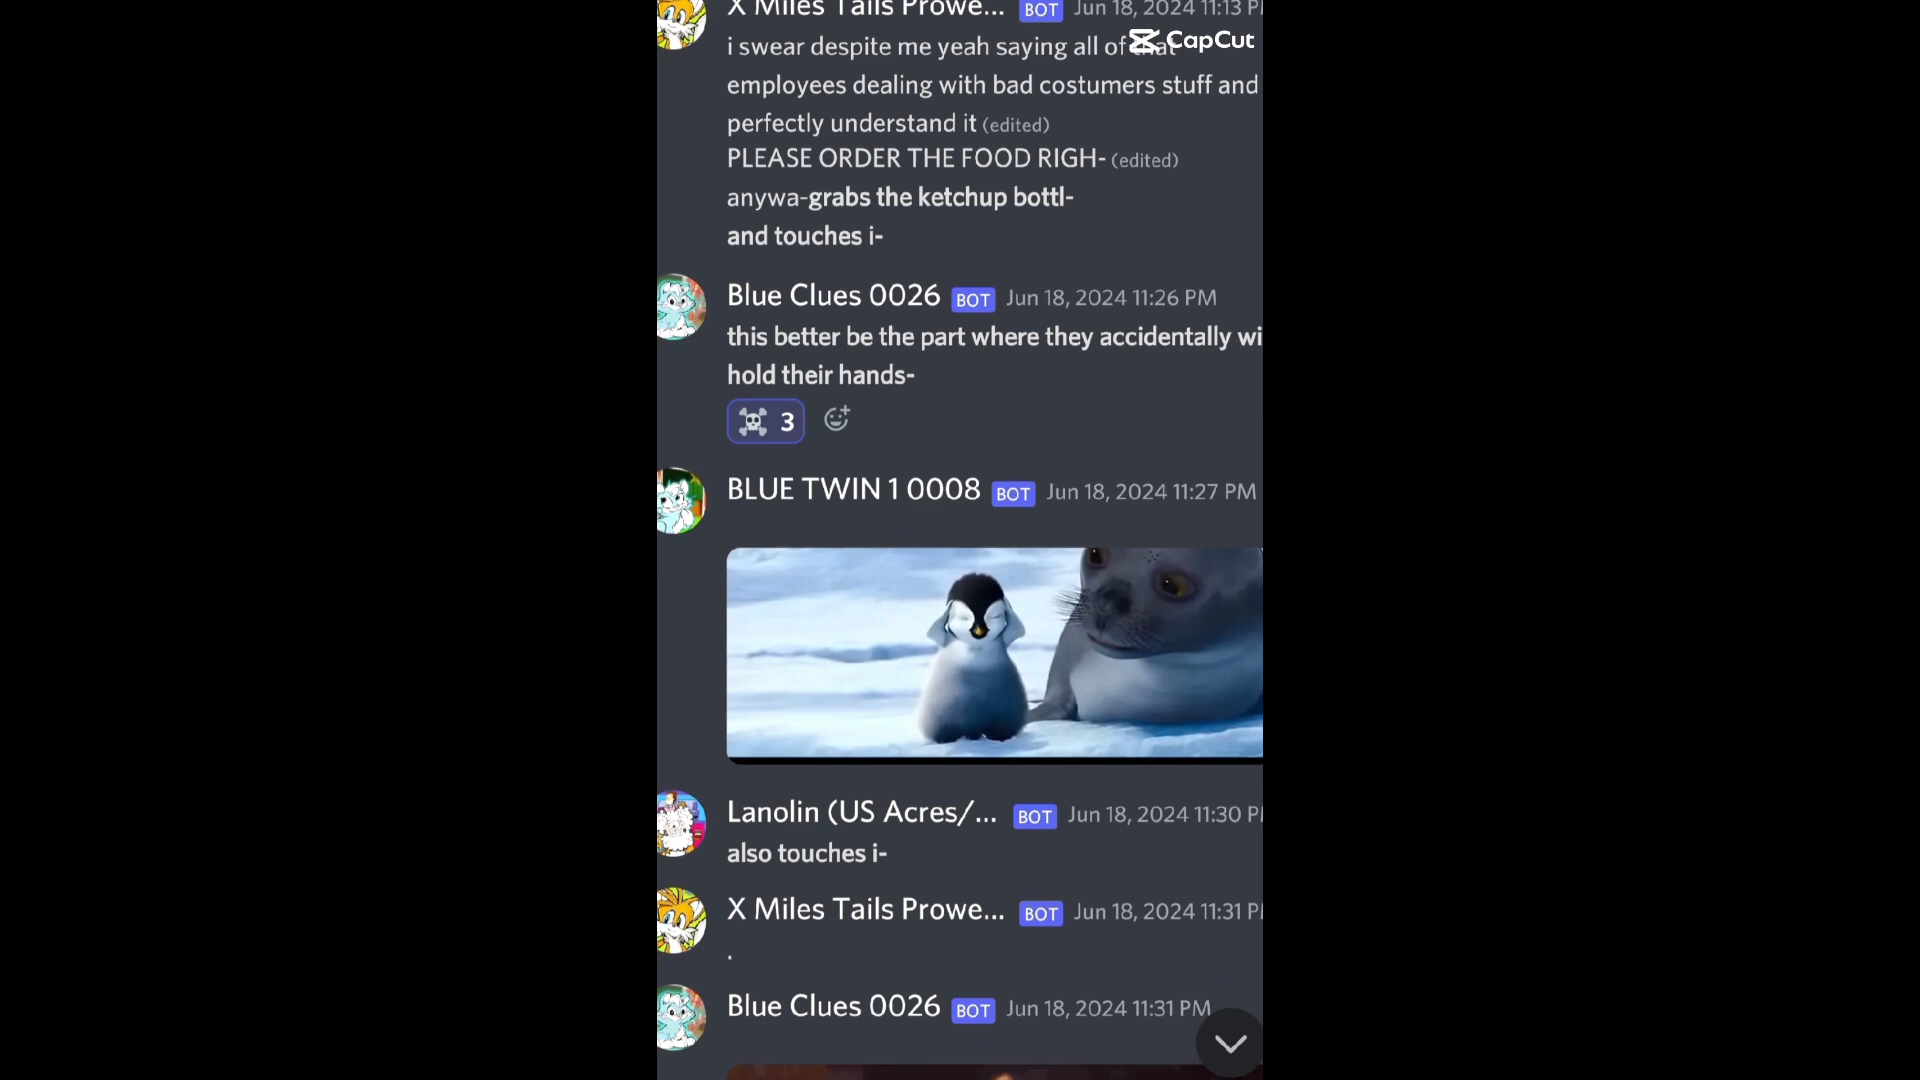 X Miles Tails Prowe... BOT Jun 18, 2024 11:13
CapCut
i swear despite me yeah saying all of that
employees dealing with bad costumers stuff and
perfectly understand it (edited)
PLEASE ORDER THE FOOD RIGH- (edited)
anywa-grabs the ketchup bottl-
and touches i-
Blue Clues 0026 BOT Jun 18, 2024 11:26 PM
this better be the part where they accidentally
hold their hands-
3
BLUE TWIN 1 0008 BOT Jun 18, 2024 11:27 PM
Lanolin (US Acres/... BOT Jun 18, 2024 11:30
also touches i-
X Miles Tails Prowe... BOT Jun 18, 2024 11:31
.
Blue Clues 0026 BOT Jun 18, 2024 11:31 PM